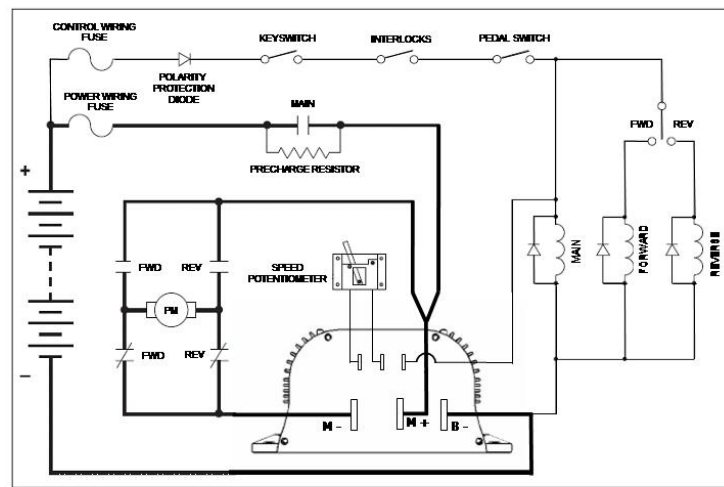 CONTROL WIRING
FUSE
KEYSWITCH
INTERLOCKS
PEDAL SWITCH
POLARITY
PROTECTION
DIODE
POWER WIRING
FUSE
MAIN
PRECHARGE RESISTOR
FWD REV
+
SPEED
POTENTIOMETER
FWD REV
PM
FWD REV
MAIN
FORWARD
REVERSE
–
M - M + B -